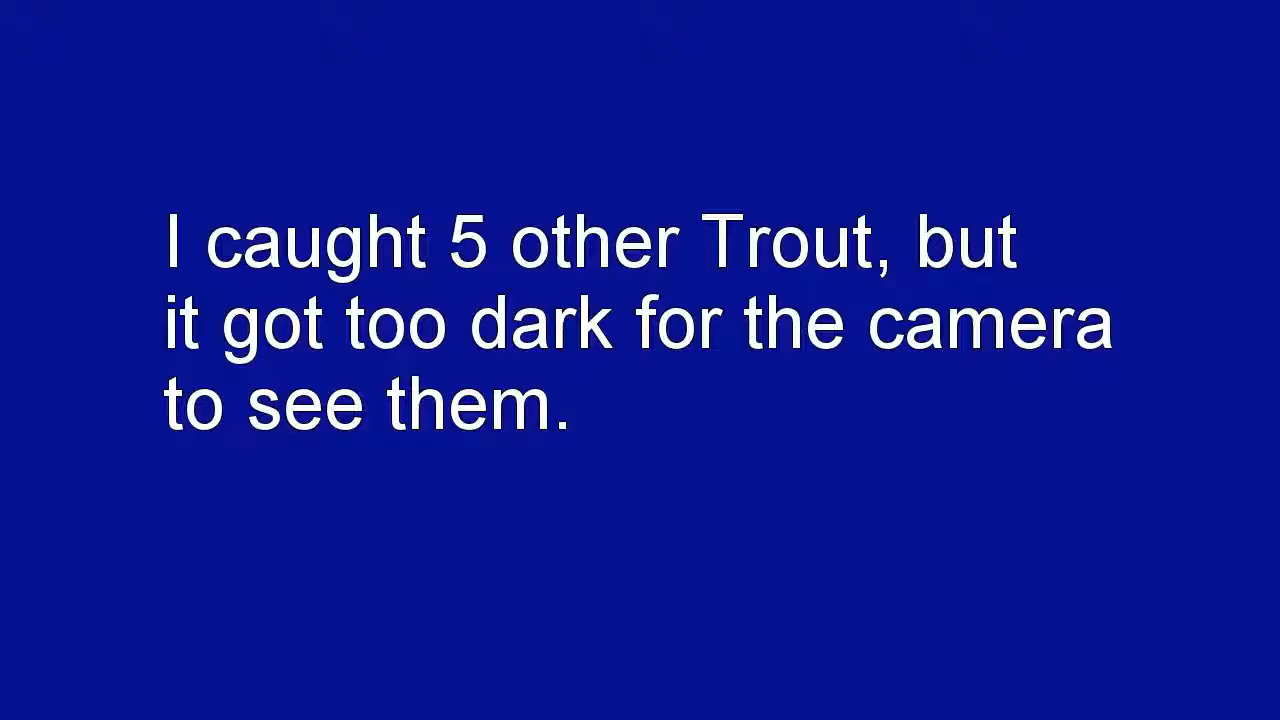 I caught 5 other Trout, but
it got too dark for the camera
to see them.